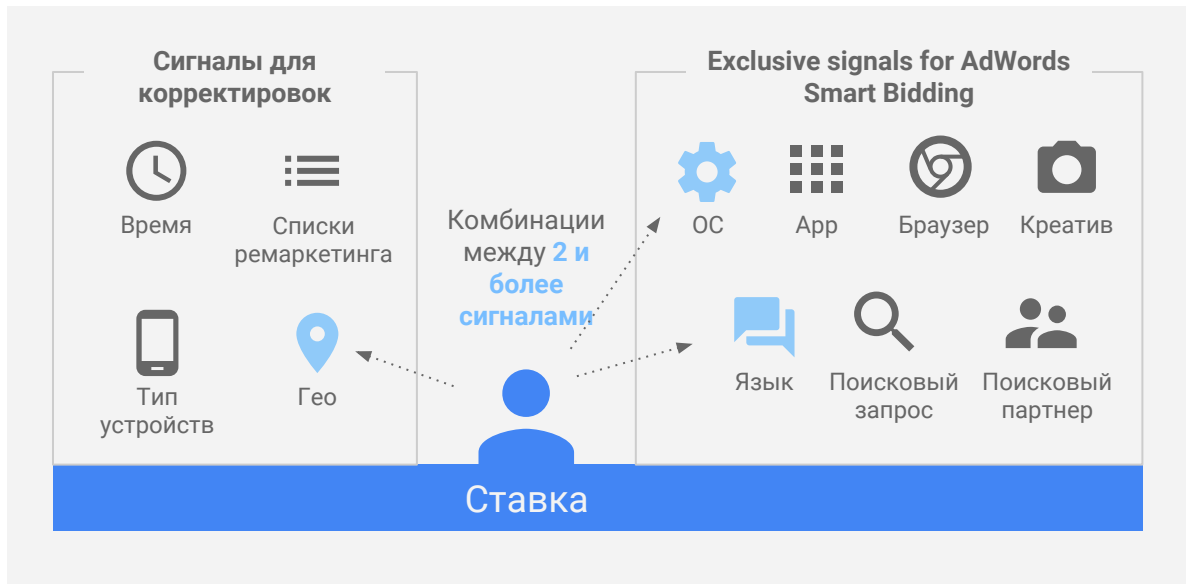 Сигналы для
корректировок
Время
Списки
ремаркетинга
Тип
устройств
Гео
Комбинации
между 2 и
более
сигналами
Exclusive signals for AdWords
Smart Bidding
ОС
App
Браузер
Креатив
Язык
Поисковый
запрос
Поисковый
партнер
Ставка